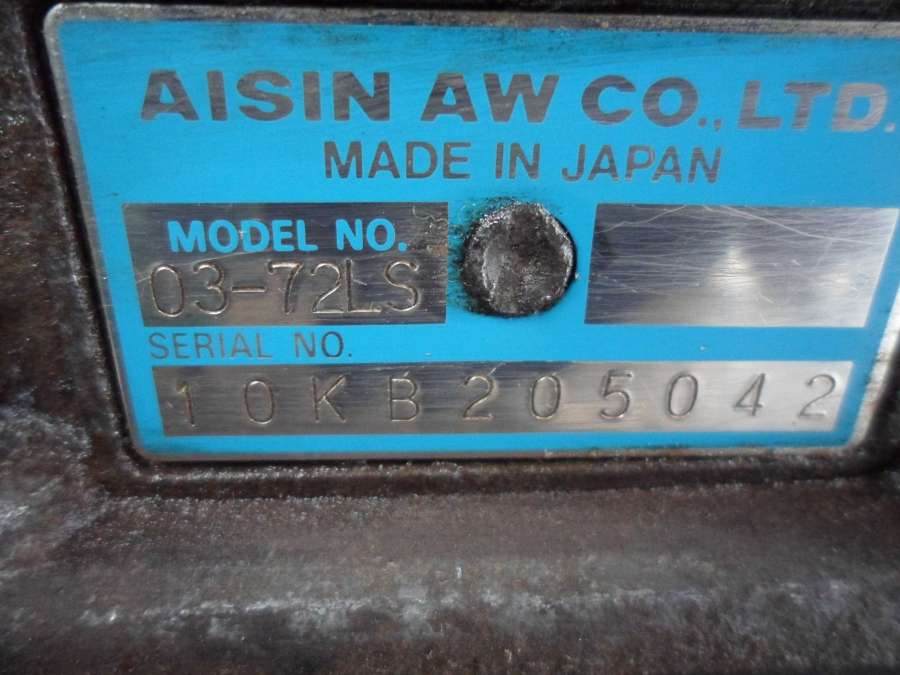 AISIN AW CO., LTD.
MADE IN JAPAN
MODEL NO.
03-72LS
SERIAL NO.
10KB205042